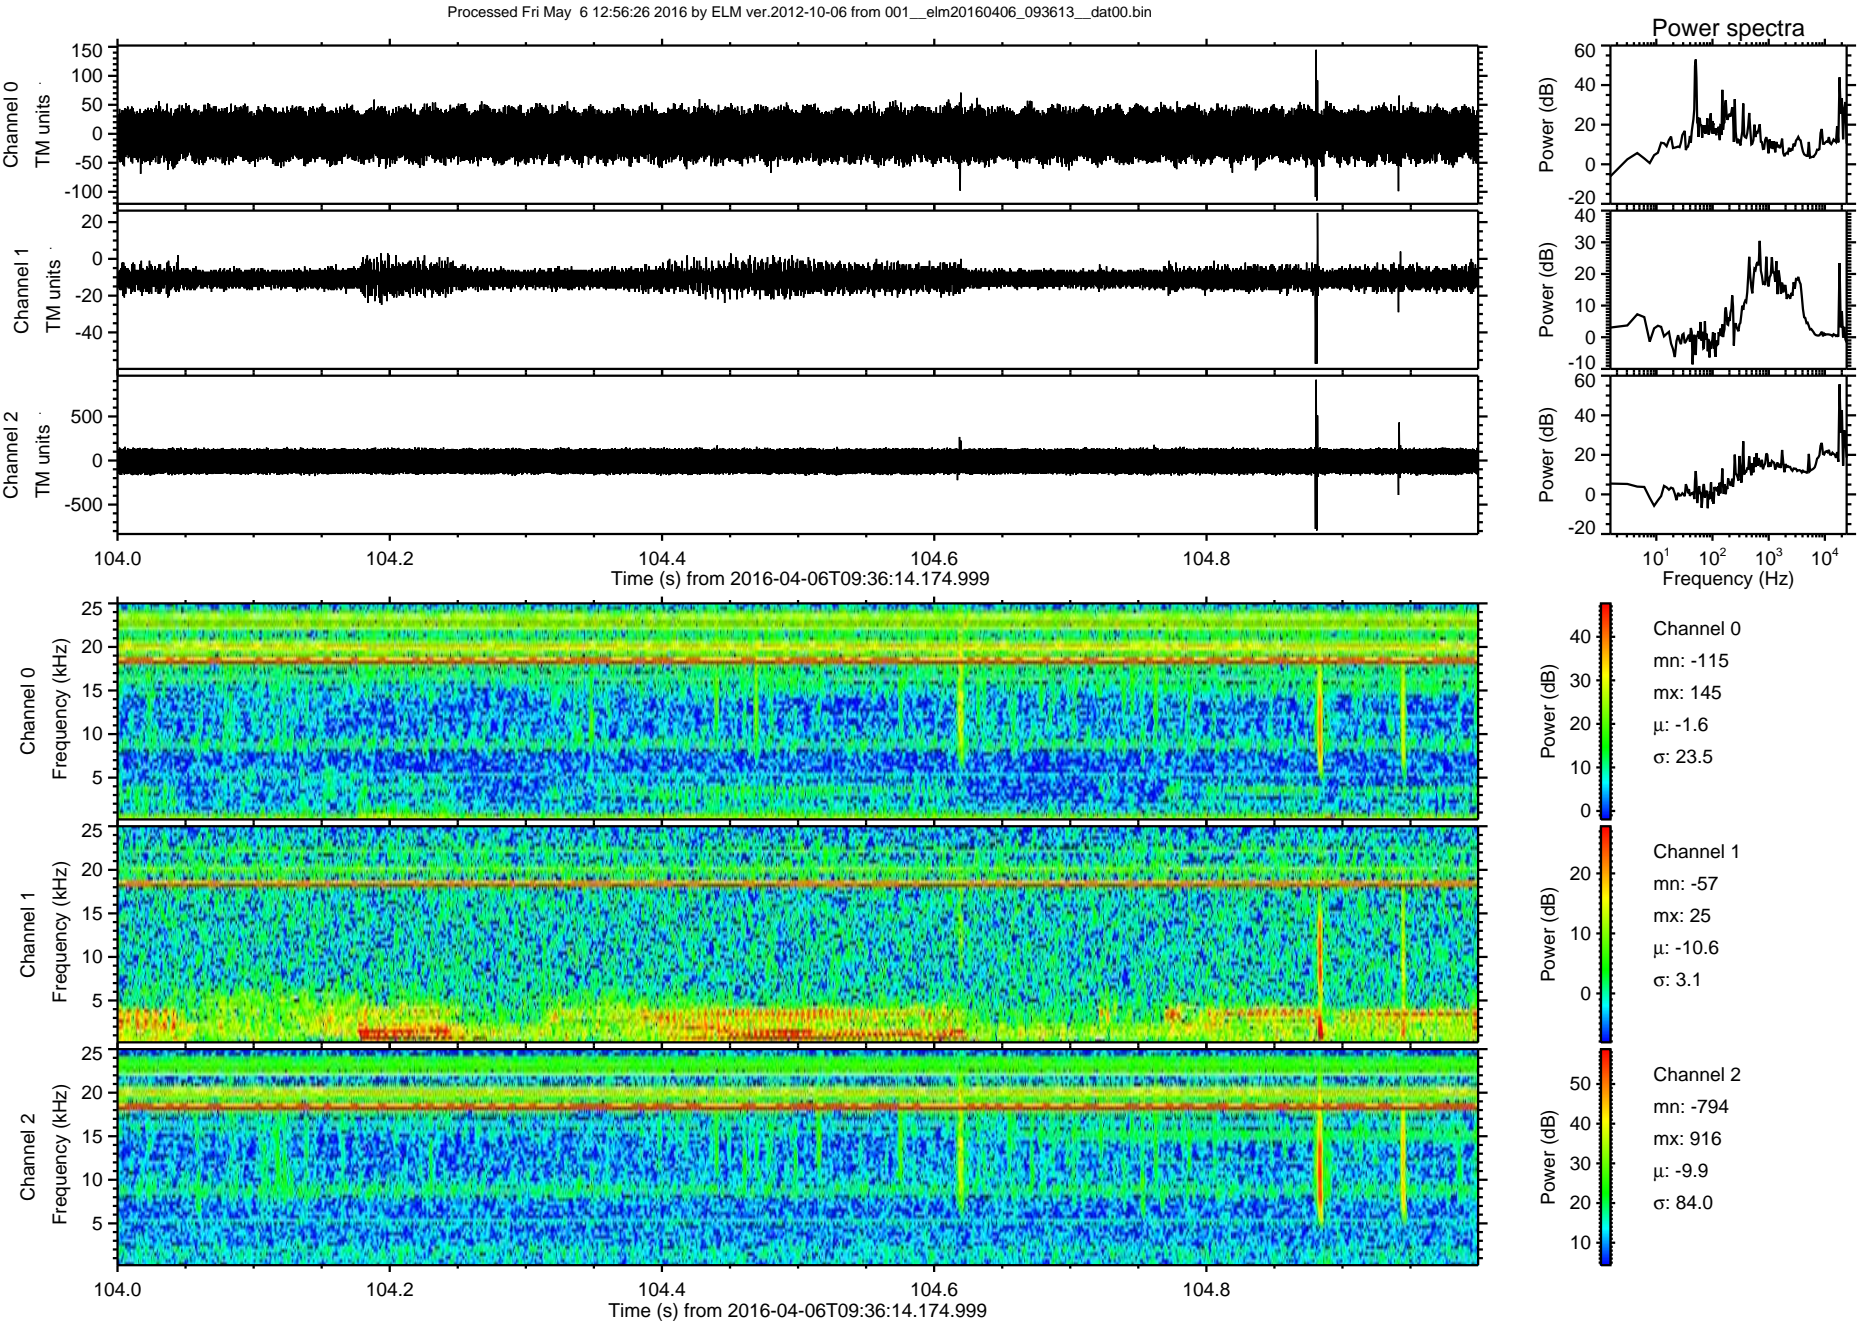 Processed Fri May  6 12:56:26 2016 by ELM ver.2012-10-06 from 001__elm20160406_093613__dat00.bin
Power spectra
Channel 0
TM units
150
100
50
0
-50
-100
Power (dB)
60
40
20
0
-20
Channel 1
TM units
20
0
-20
-40
Power (dB)
40
30
20
10
0
-10
Channel 2
TM units
500
0
-500
Power (dB)
60
40
20
0
-20
104.0 104.2 104.4 104.6 104.8
Time (s) from 2016-04-06T09:36:14.174.999
10^1 10^2 10^3 10^4
Frequency (Hz)
Channel 0
Frequency (kHz)
25
20
15
10
5
Power (dB)
40
30
20
10
0
Channel 0
mn: -115
mx: 145
μ: -1.6
σ: 23.5
Channel 1
Frequency (kHz)
25
20
15
10
5
Power (dB)
20
10
0
Channel 1
mn: -57
mx: 25
μ: -10.6
σ: 3.1
Channel 2
Frequency (kHz)
25
20
15
10
5
Power (dB)
50
40
30
20
10
Channel 2
mn: -794
mx: 916
μ: -9.9
σ: 84.0
104.0 104.2 104.4 104.6 104.8
Time (s) from 2016-04-06T09:36:14.174.999